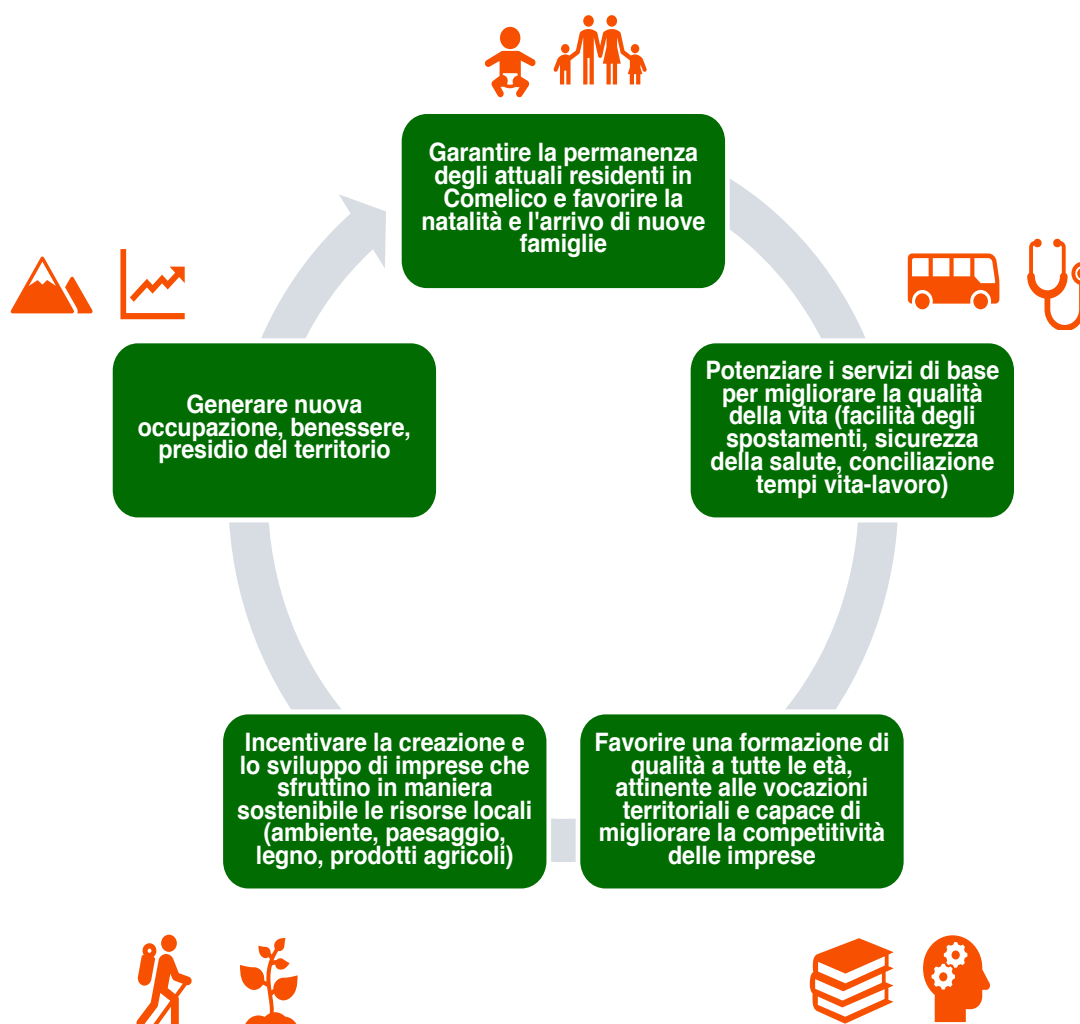 Garantire la permanenza
degli attuali residenti in
Comelico e favorire la
natalità e l'arrivo di nuove
famiglie
Potenziare i servizi di base
per migliorare la qualità
della vita (facilità degli
spostamenti, sicurezza
della salute, conciliazione
tempi vita-lavoro)
Favorire una formazione di
qualità a tutte le età,
attinente alle vocazioni
territoriali e capace di
migliorare la competitività
delle imprese
Incentivare la creazione e
lo sviluppo di imprese che
sfruttino in maniera
sostenibile le risorse locali
(ambiente, paesaggio,
legno, prodotti agricoli)
Generare nuova
occupazione, benessere,
presidio del territorio